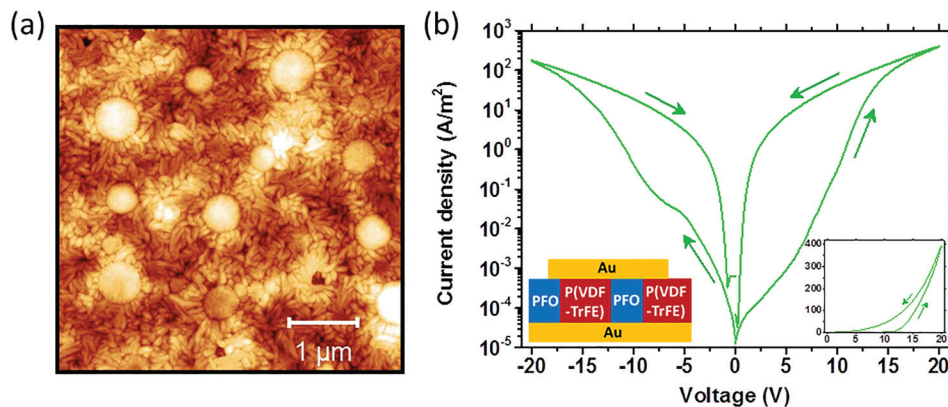 (a)
1 μm
(b)
Current density (A/m²)
10³
10²
10¹
10⁰
10⁻¹
10⁻²
10⁻³
10⁻⁴
10⁻⁵
-20 -15 -10 -5 0 5 10 15 20
Voltage (V)
Au
PFO P(VDF-TrFE) PFO P(VDF-TrFE)
Au
400
300
200
100
0
0 5 10 15 20